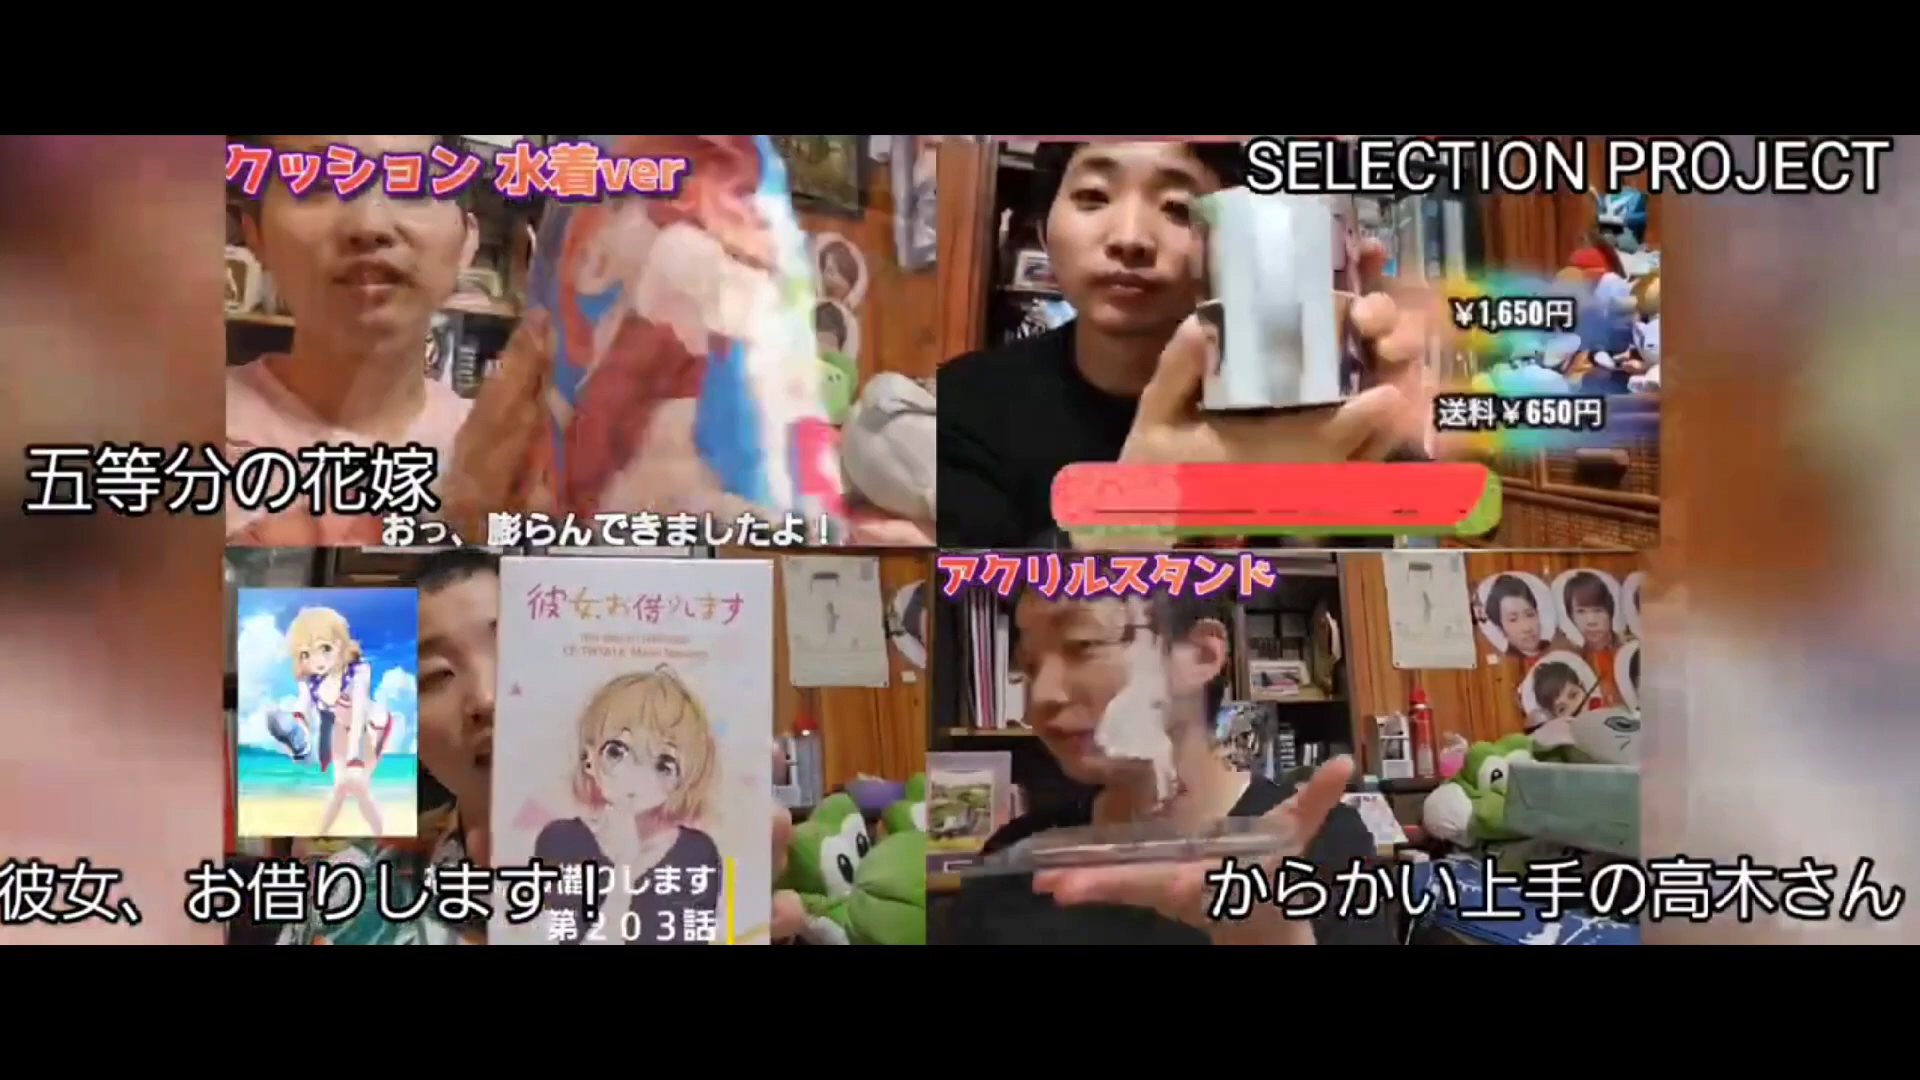 クッション 水着ver
SELECTION PROJECT
￥1,650円
送料￥650円
五等分の花嫁
おっ、膨らんできましたよ！
アクリルスタンド
彼女、お借りします
彼女、お借りします！
りします
第２０３話
からかい上手の高木さん